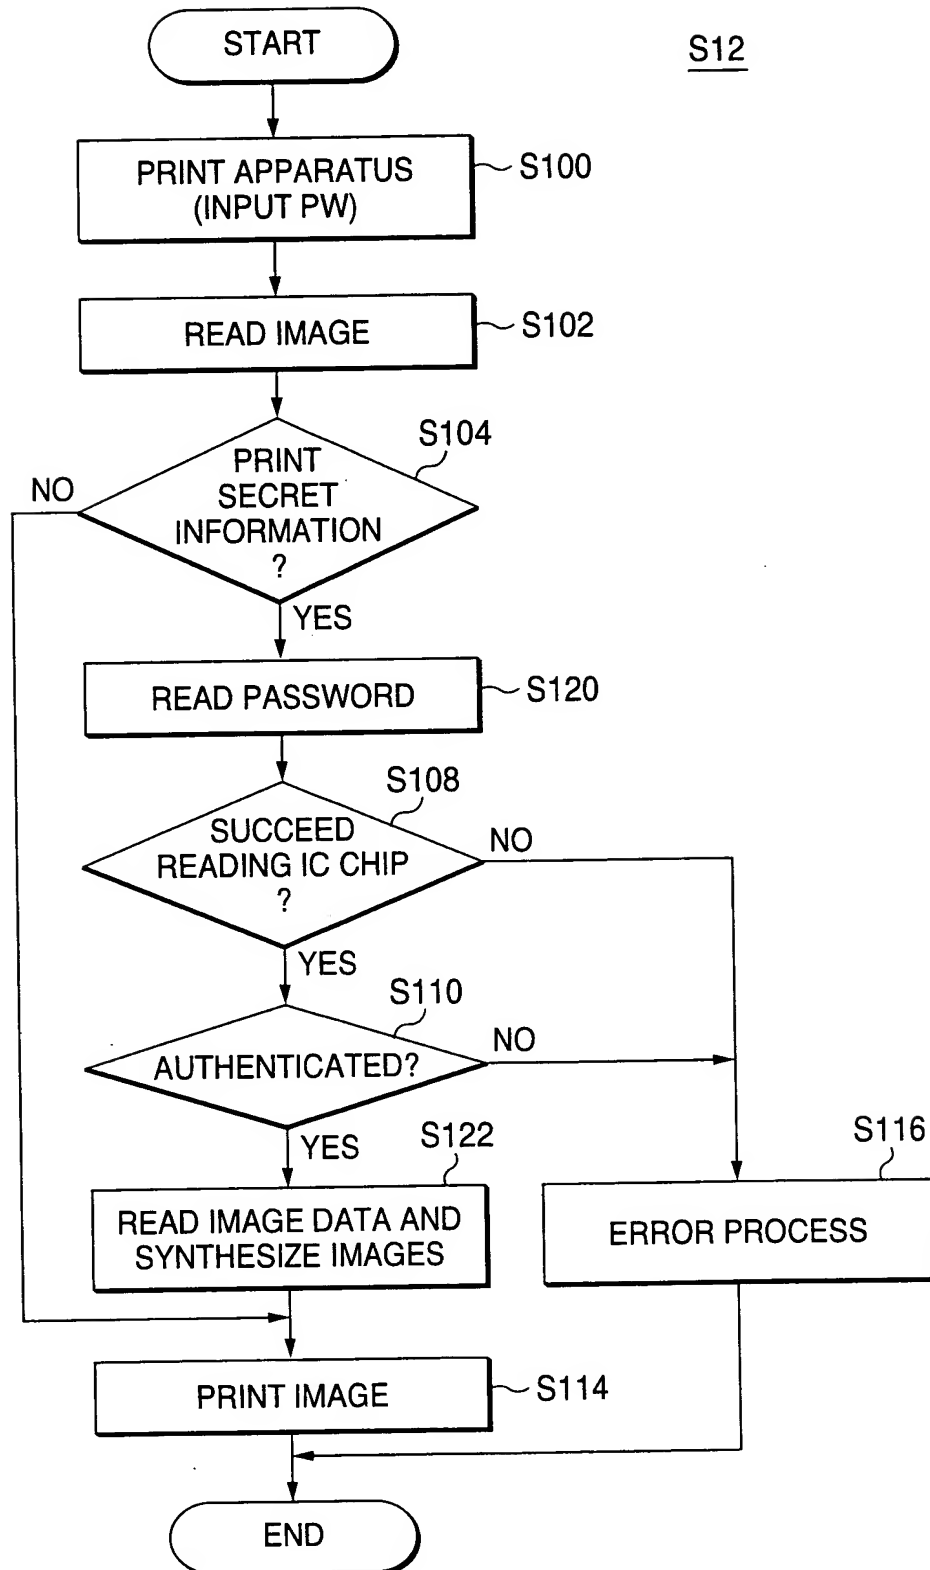 START
S12
PRINT APPARATUS
(INPUT PW)
S100
READ IMAGE
S102
S104
PRINT
SECRET
INFORMATION
?
NO
YES
READ PASSWORD
S120
S108
SUCCEED
READING IC CHIP
?
NO
YES
S110
AUTHENTICATED?
NO
YES
S122
READ IMAGE DATA AND
SYNTHESIZE IMAGES
S116
ERROR PROCESS
PRINT IMAGE
S114
END